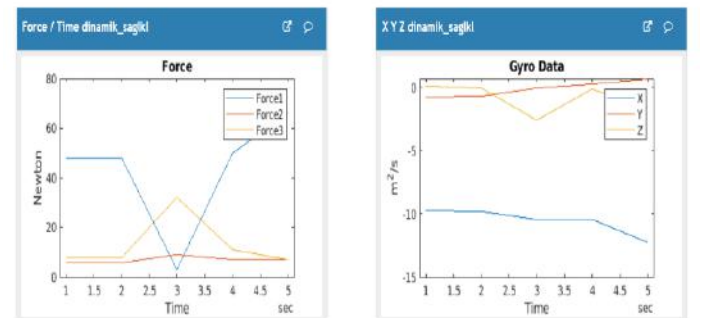 Force / Time dinamik_saglkl
Force
80
60
40
20
0
Newton
Force1
Force2
Force3
1 1.5 2 2.5 3 3.5 4 4.5 5
Time
sec
X Y Z dinamik_saglkl
Gyro Data
0
-5
-10
-15
m²/s
X
Y
Z
1 1.5 2 2.5 3 3.5 4 4.5 5
Time
sec